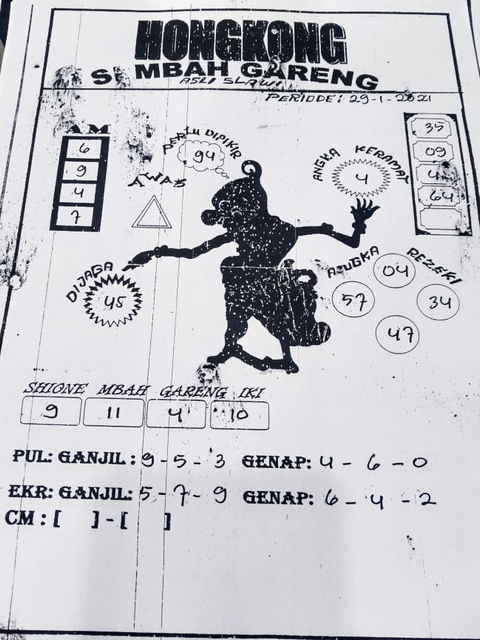 HONGKONG
MBAH GARENG
ASLI SLAWI
PERIODE: 29-1-2021
AM
6
9
4
7
PERLU DIPIKIR
94
AWAS
ANGKA KERAMAT
4
35
09
64
DIJAGA
45
ANGKA REZEKI
04
57
34
47
SHIONE MBAH GARENG IKI
9 11 4 10
PUL: GANJIL: 9 - 5 - 3 GENAP: 4 - 6 - 0
EKR: GANJIL: 5 - 7 - 9 GENAP: 6 - 4 - 2
CM : [ ] - [ ]